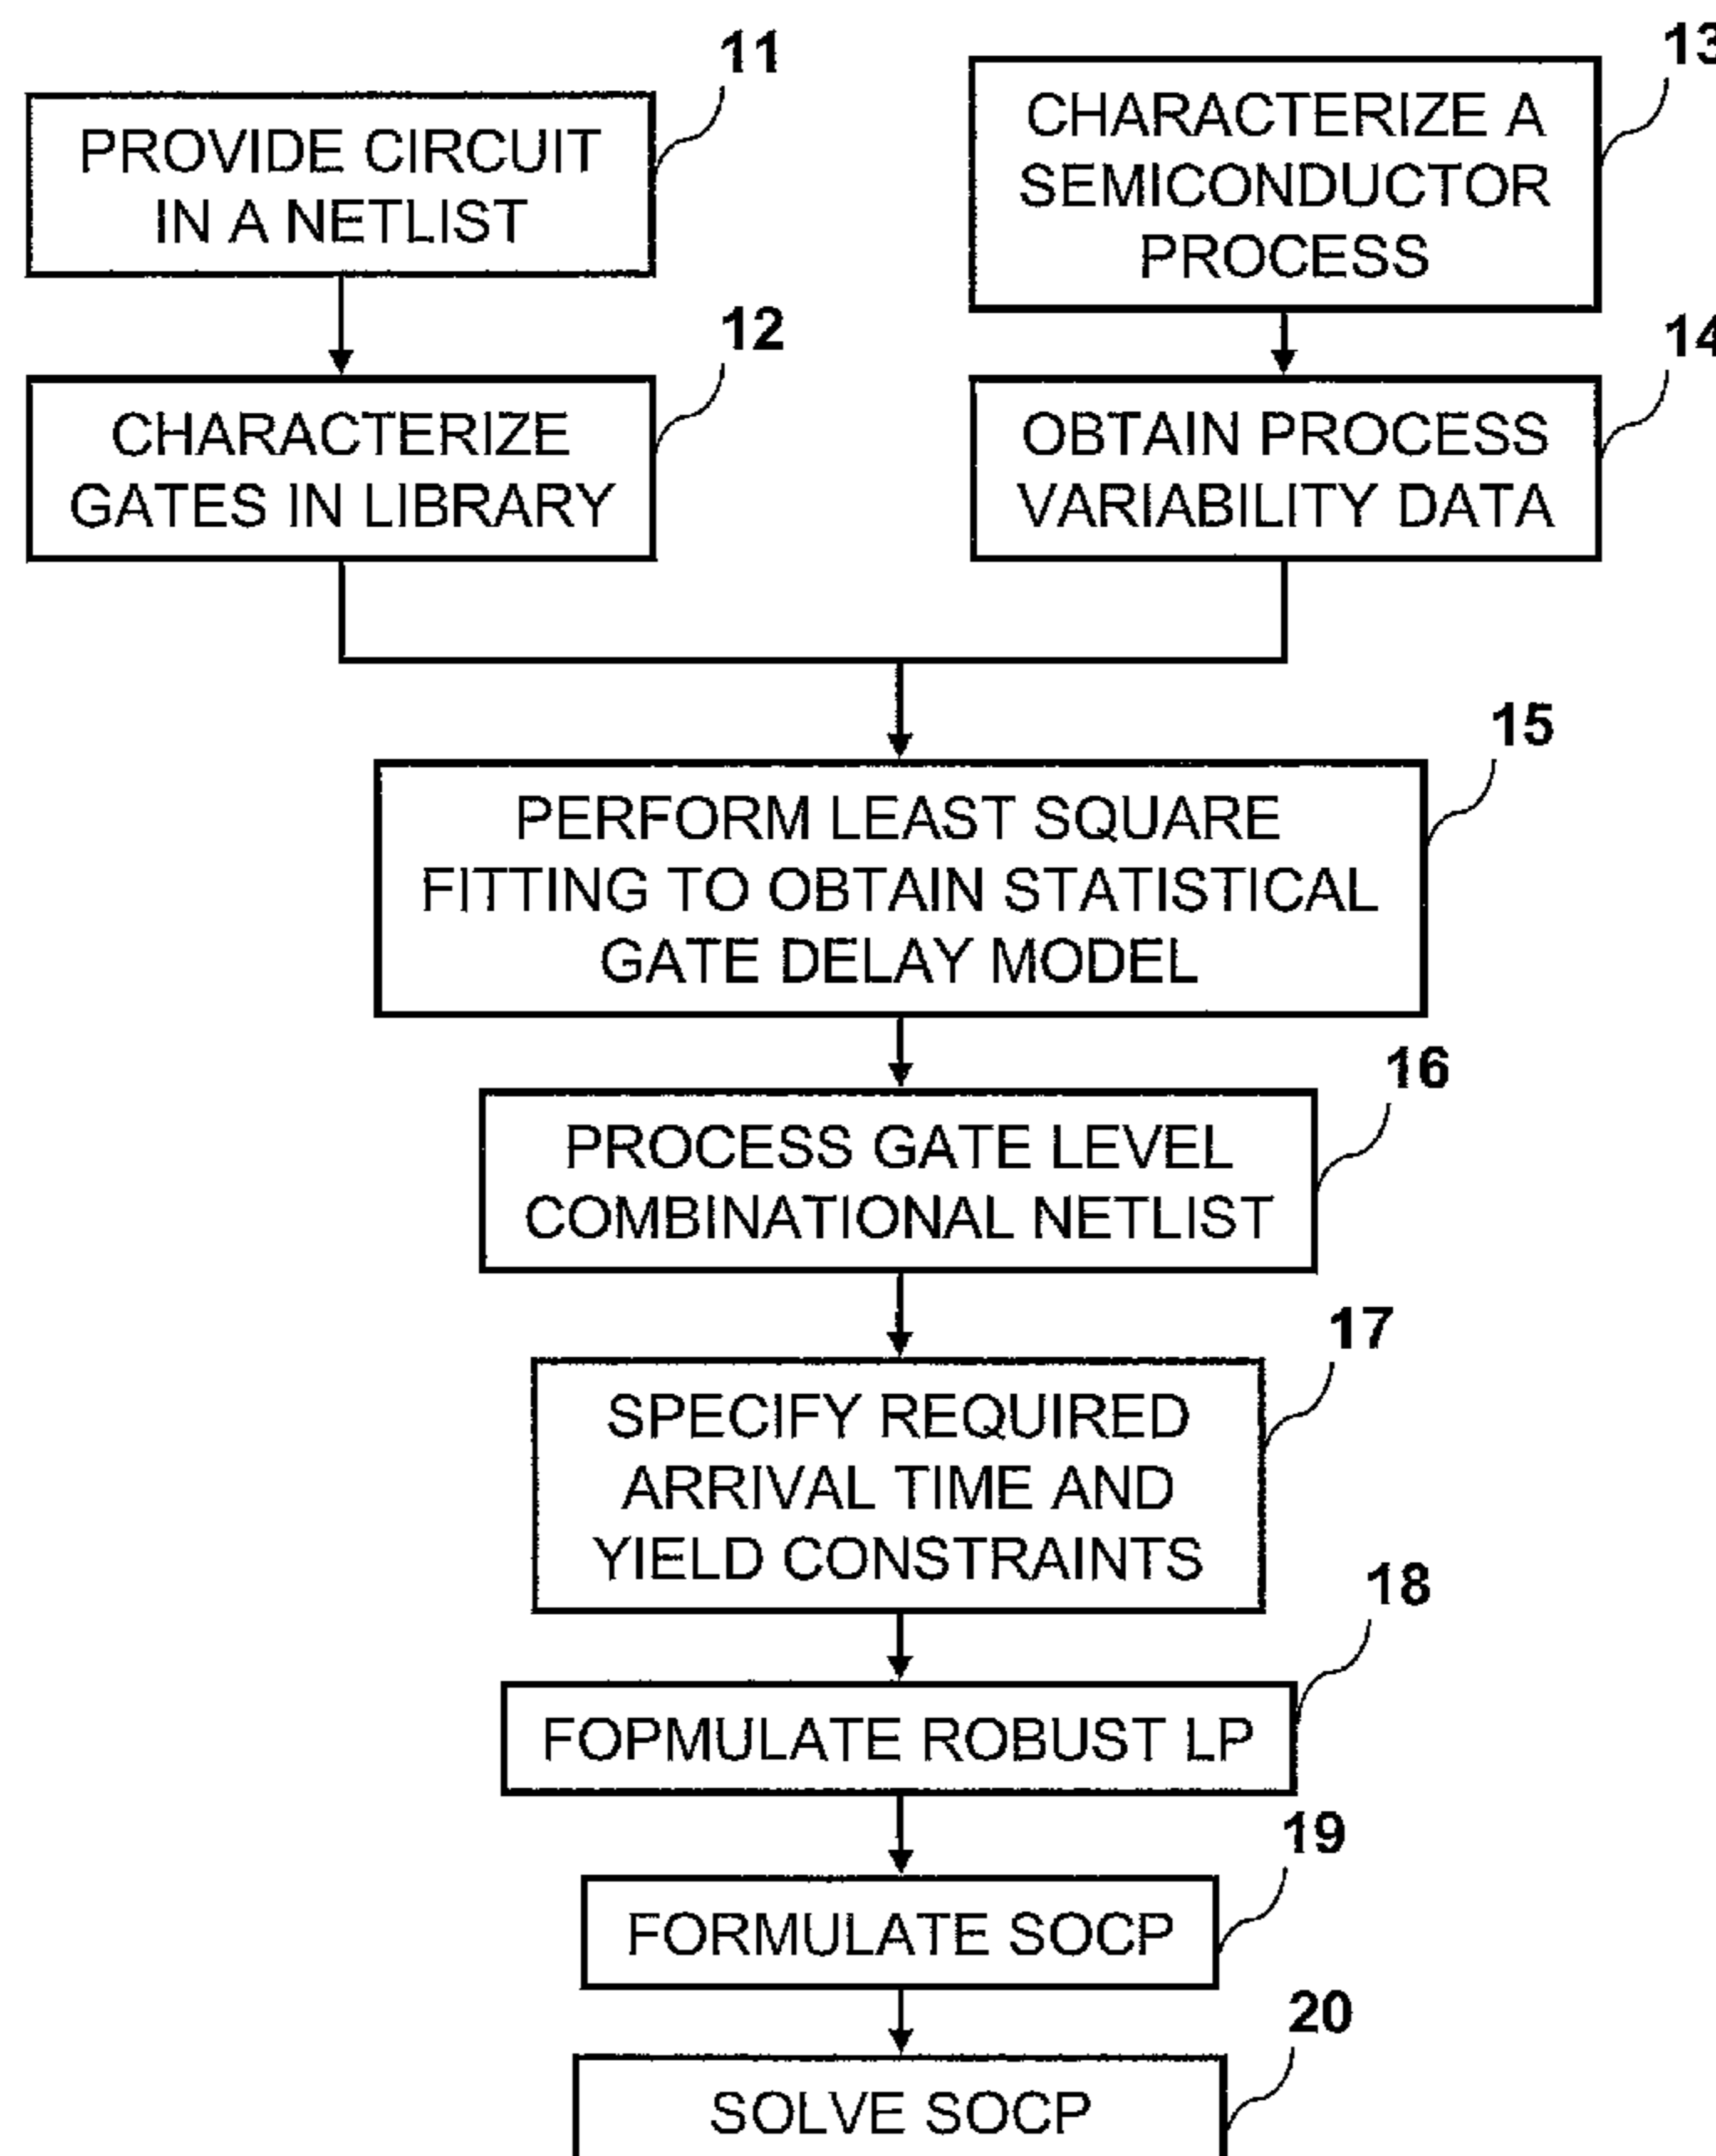 11
PROVIDE CIRCUIT
IN A NETLIST
12
CHARACTERIZE
GATES IN LIBRARY
13
CHARACTERIZE A
SEMICONDUCTOR
PROCESS
14
OBTAIN PROCESS
VARIABILITY DATA
15
PERFORM LEAST SQUARE
FITTING TO OBTAIN STATISTICAL
GATE DELAY MODEL
16
PROCESS GATE LEVEL
COMBINATIONAL NETLIST
17
SPECIFY REQUIRED
ARRIVAL TIME AND
YIELD CONSTRAINTS
18
FOPMULATE ROBUST LP
19
FORMULATE SOCP
20
SOLVE SOCP